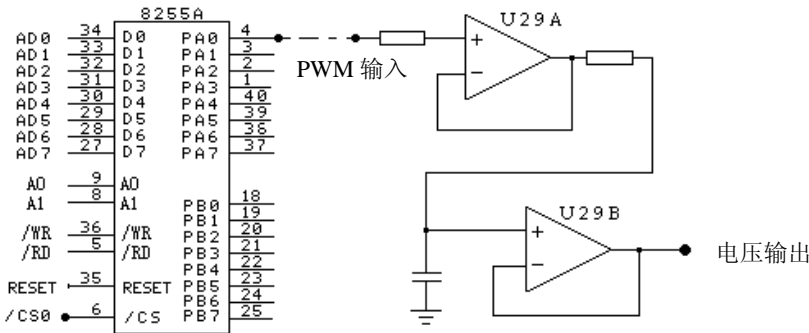 8255A
AD0 34 D0 PA0 4
AD1 33 D1 PA1 3
AD2 32 D2 PA2 2
AD3 31 D3 PA3 1
AD4 30 D4 PA4 40
AD5 29 D5 PA5 39
AD6 28 D6 PA6 38
AD7 27 D7 PA7 37
A0 9 A0
A1 8 A1
PB0 18
PB1 19
/WR 36 /WR PB2 20
/RD 5 /RD PB3 21
PB4 22
RESET 35 RESET PB5 23
PB6 24
/CS0 6 /CS PB7 25
PWM 输入
U29A
+
−
U29B
+
−
电压输出